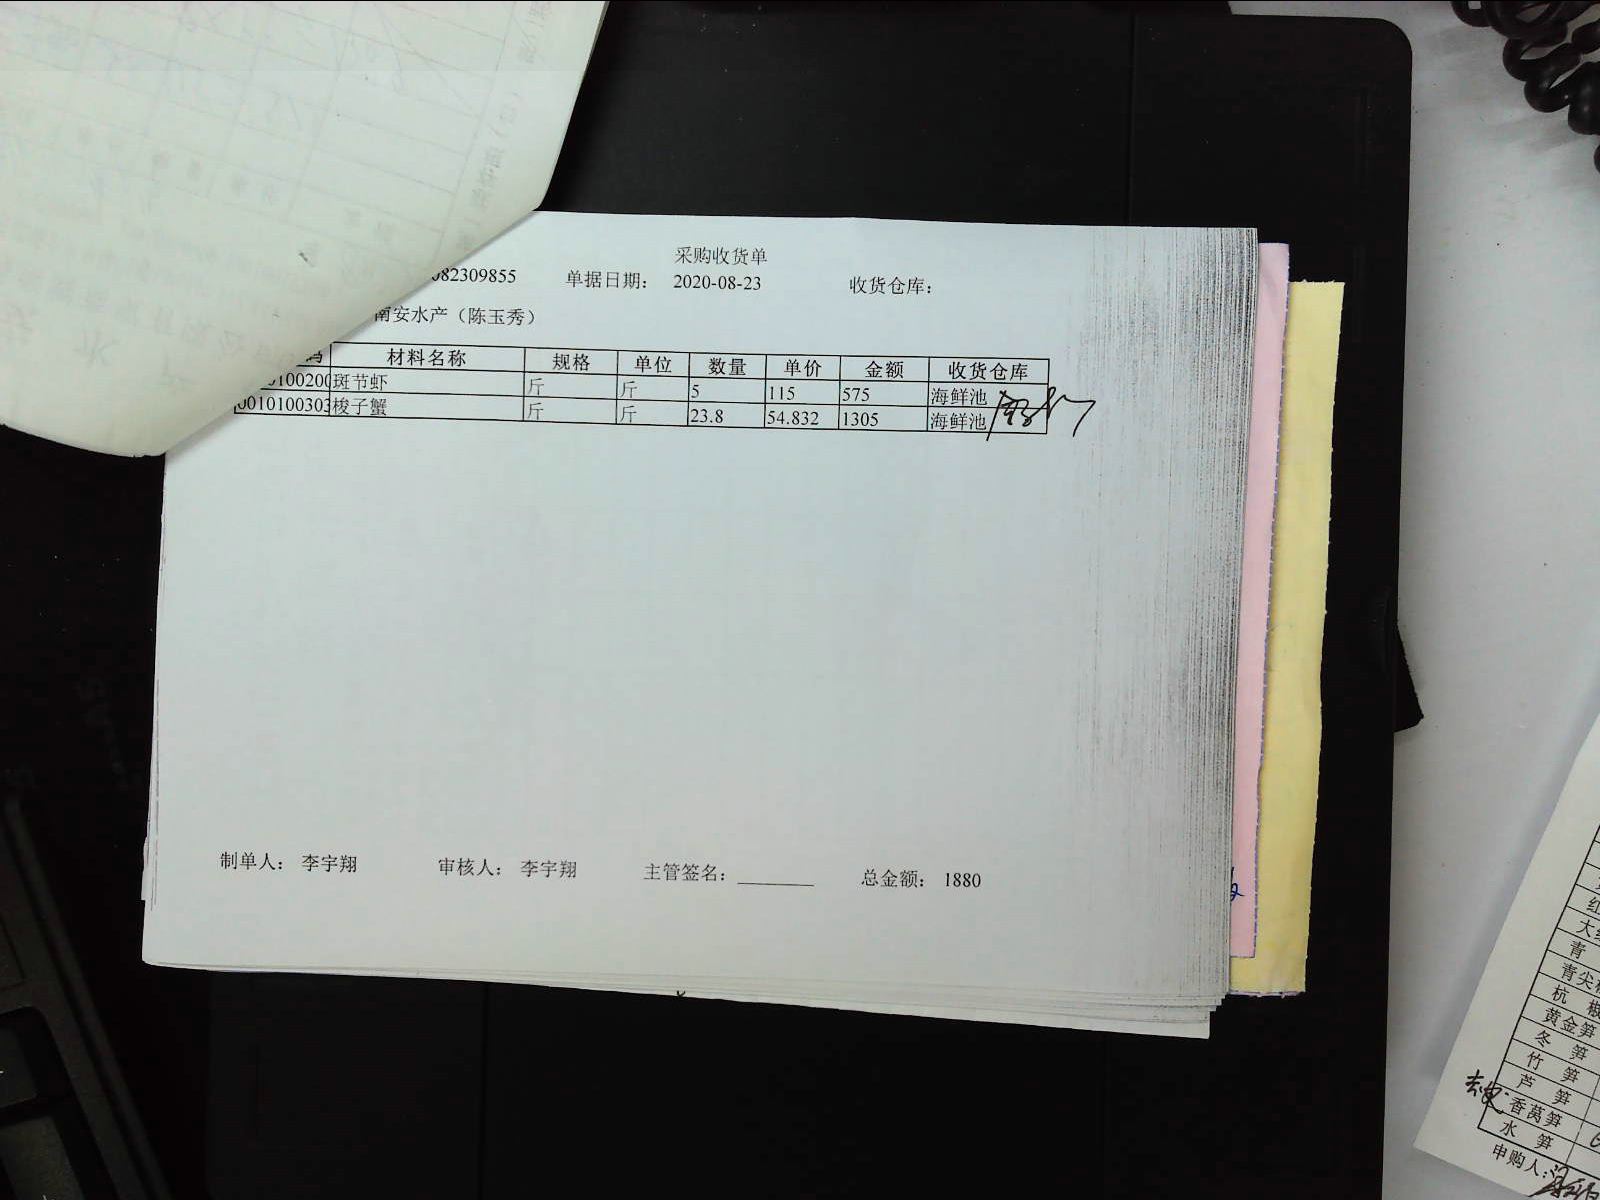 采购收货单
082309855 单据日期： 2020-08-23 收货仓库：
南安水产（陈玉秀）
码 材料名称 规格 单位 数量 单价 金额 收货仓库
0100200 斑节虾 斤 斤 5 115 575 海鲜池
0010100303 梭子蟹 斤 斤 23.8 54.832 1305 海鲜池
制单人： 李宇翔 审核人： 李宇翔 主管签名：________ 总金额： 1880
青
青尖
杭 椒
黄金笋
冬 笋
竹 笋
芦 笋
香莴笋
水 笋
申购人：